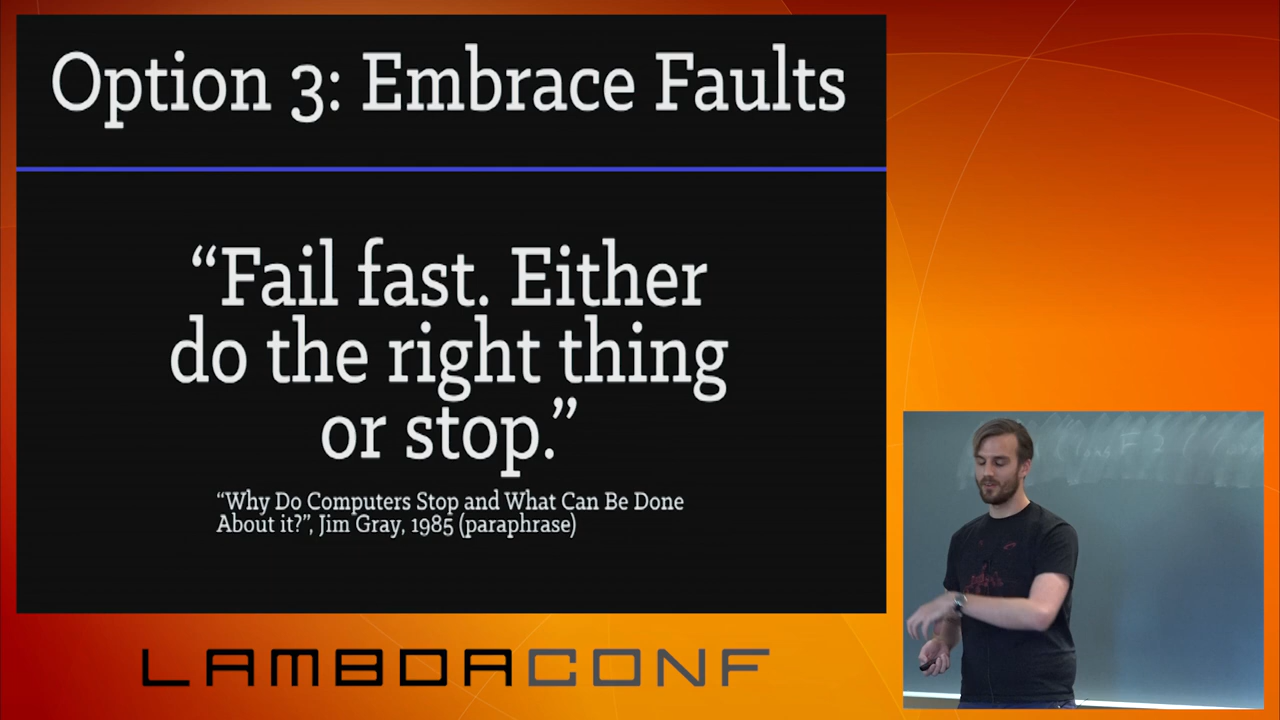 Option 3: Embrace Faults
“Fail fast. Either
do the right thing
or stop.”
“Why Do Computers Stop and What Can Be Done
About it?”, Jim Gray, 1985 (paraphrase)
LAMBDACONF